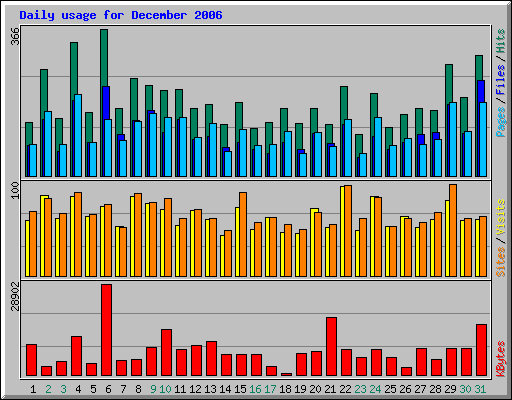 Daily usage for December 2006
366
Pages / Files / Hits
100
Sites / Visits
28902
KBytes
1 2 3 4 5 6 7 8 9 10 11 12 13 14 15 16 17 18 19 20 21 22 23 24 25 26 27 28 29 30 31